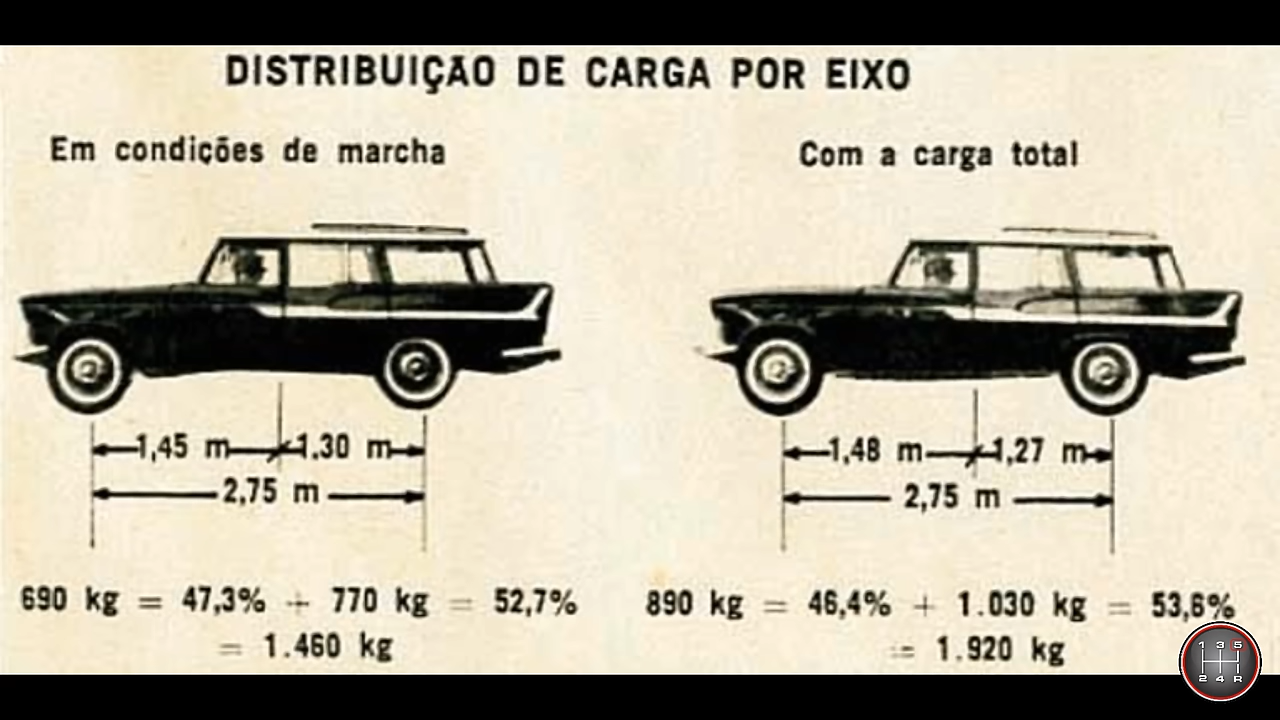 DISTRIBUIÇÃO DE CARGA POR EIXO
Em condições de marcha
1,45 m
1.30 m
2,75 m
690 kg = 47,3% + 770 kg = 52,7%
= 1.460 kg
Com a carga total
1,48 m
1,27 m
2,75 m
890 kg = 46,4% + 1.030 kg = 53,6%
= 1.920 kg
1 3 5
2 4 R